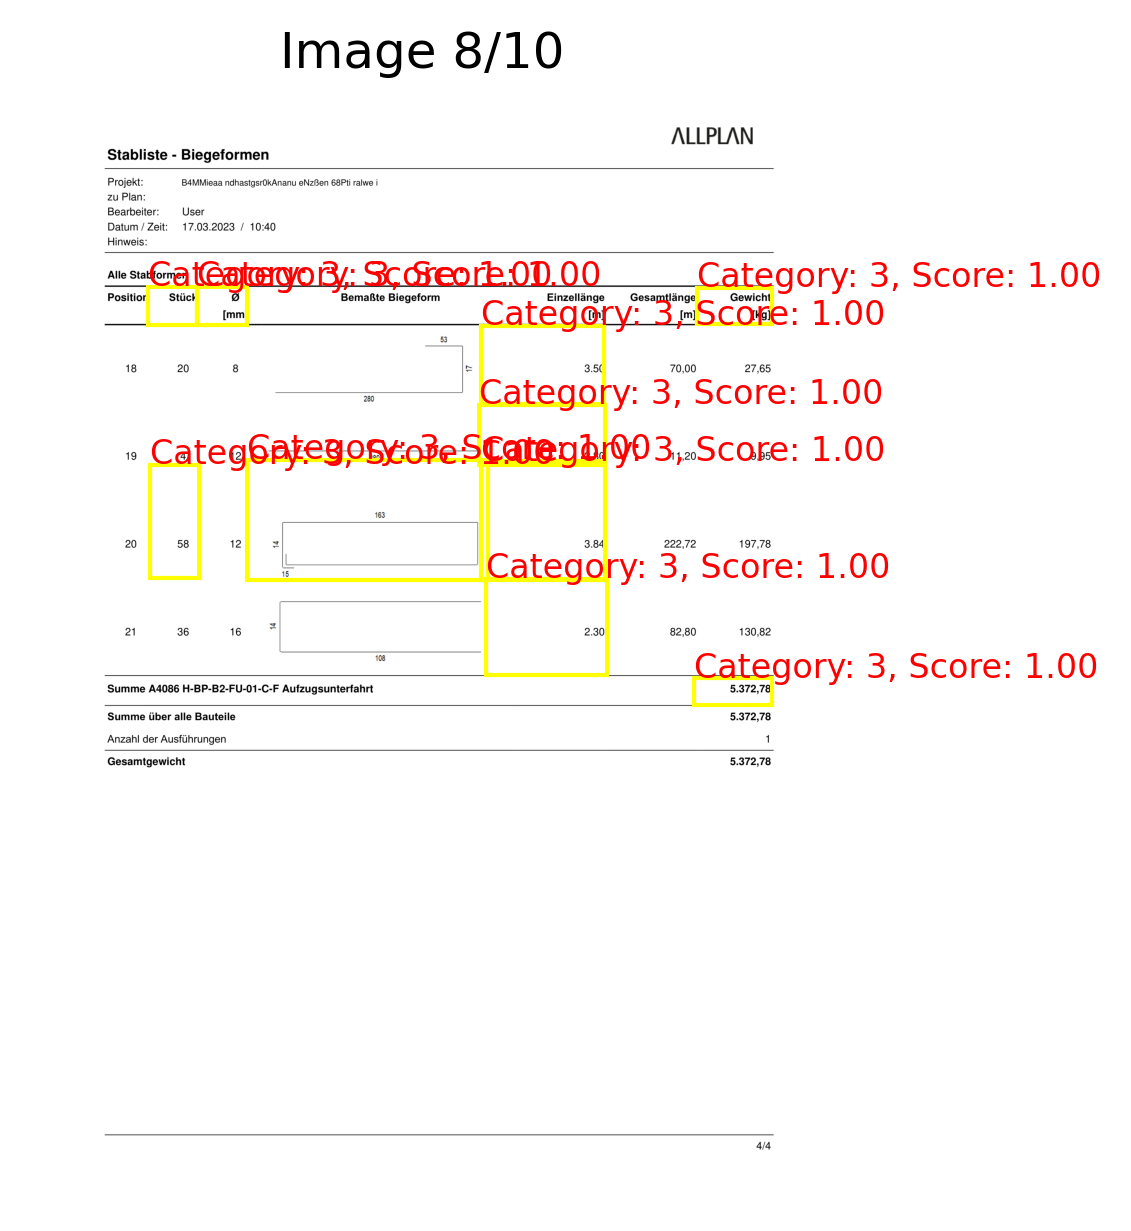 Image 8/10
ALLPLAN
Stabliste - Biegeformen
Projekt: B4MMieaa ndhastgsr0kAnanu eNzßen 68Pti ralwe i
zu Plan:
Bearbeiter: User
Datum / Zeit: 17.03.2023 / 10:40
Hinweis:
Alle Stabformen
Category: 3, Score: 1.00 Category: 3, Score: 1.00 Category: 3, Score: 1.00
Position Stück Ø Bemaßte Biegeform Einzellänge Gesamtlänge Gewicht
[mm [m] [m] [kg]
Category: 3, Score: 1.00
53
18 20 8 17 3.50 70,00 27,65
280
Category: 3, Score: 1.00
Category: 3, Score: 1.00 Category: 3, Score: 1.00
Category: 3, Score: 1.00
19 12 11,20 9,95
163
20 58 12 14 3.84 222,72 197,78
15
Category: 3, Score: 1.00
21 36 16 14 2.30 82,80 130,82
108
Category: 3, Score: 1.00
Summe A4086 H-BP-B2-FU-01-C-F Aufzugsunterfahrt 5.372,78
Summe über alle Bauteile 5.372,78
Anzahl der Ausführungen 1
Gesamtgewicht 5.372,78
4/4